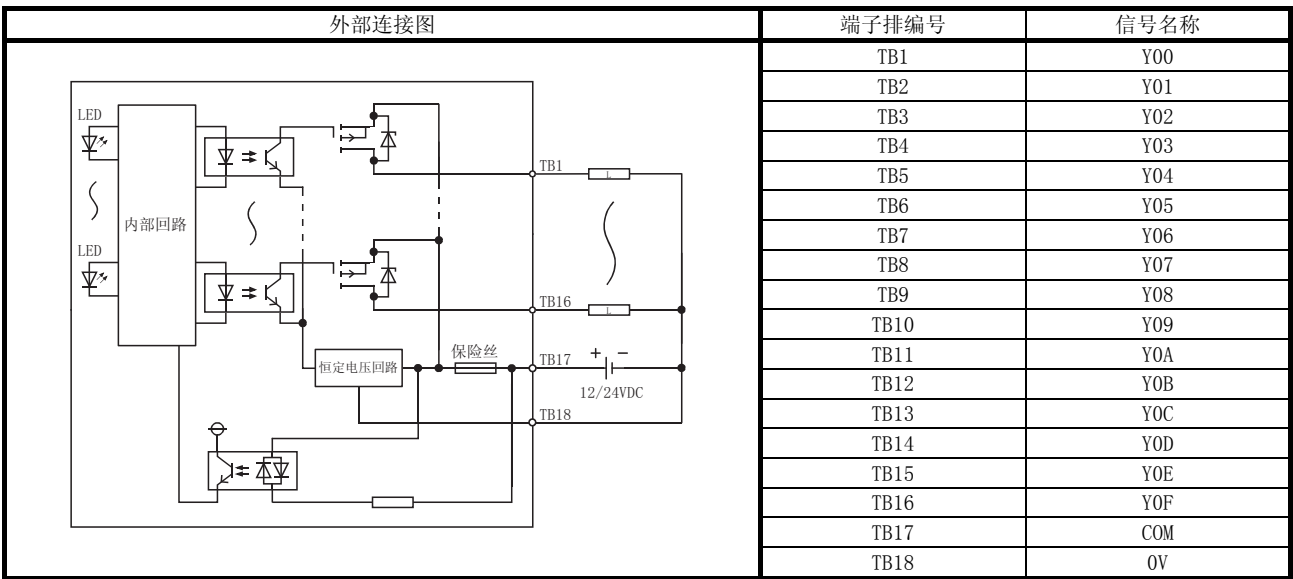 外部连接图 端子排编号 信号名称
LED
LED
内部回路
恒定电压回路
保险丝
TB1
L
TB16
L
TB17
+ −
12/24VDC
TB18
TB1 Y00
TB2 Y01
TB3 Y02
TB4 Y03
TB5 Y04
TB6 Y05
TB7 Y06
TB8 Y07
TB9 Y08
TB10 Y09
TB11 Y0A
TB12 Y0B
TB13 Y0C
TB14 Y0D
TB15 Y0E
TB16 Y0F
TB17 COM
TB18 0V